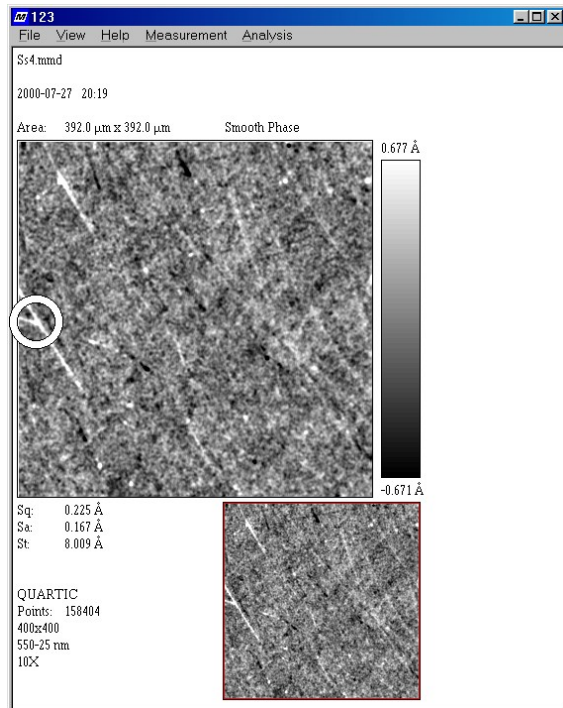 123
File View Help Measurement Analysis
Ss4.mmd
2000-07-27 20:19
Area: 392.0 µm x 392.0 µm Smooth Phase
0.677 Å
-0.671 Å
Sq: 0.225 Å
Sa: 0.167 Å
St: 8.009 Å
QUARTIC
Points: 158404
400x400
550-25 nm
10X